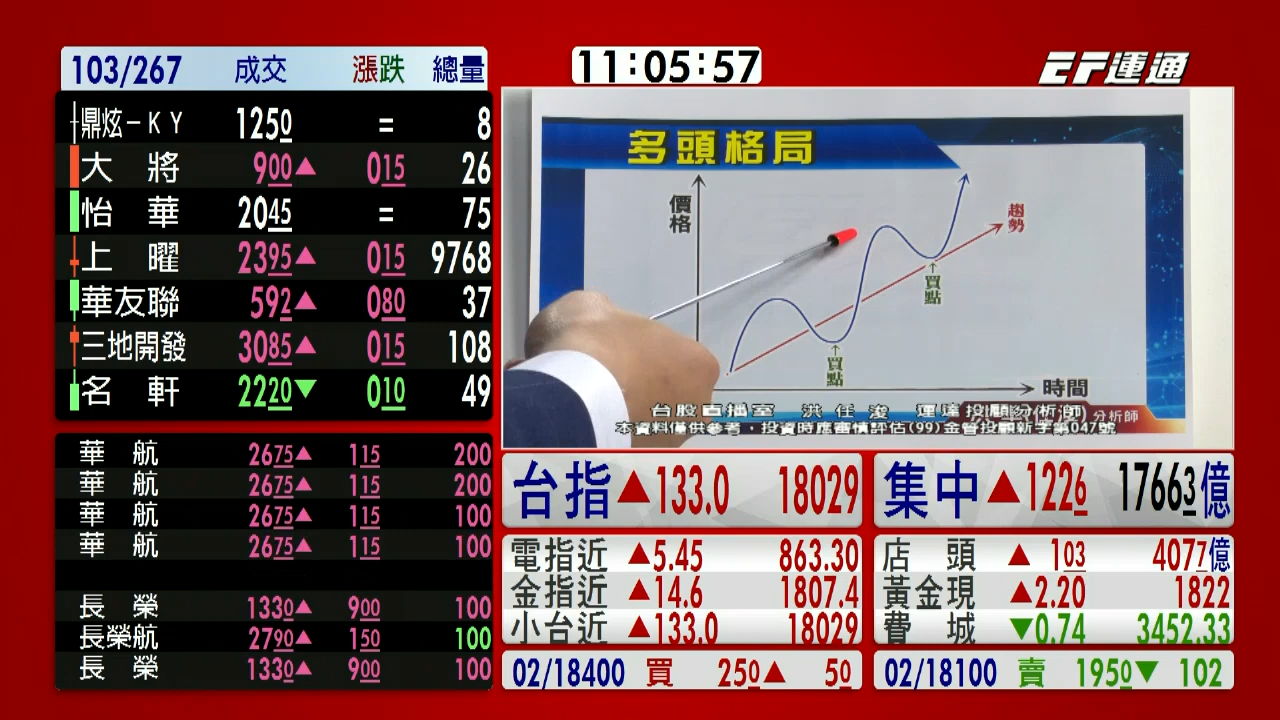 103/267 成交 漲跌 總量
11:05:57
EF運通
鼎炫-KY 1250 = 8
大將 900▲ 015 26
怡華 2045 = 75
上曜 2395▲ 015 9768
華友聯 592▲ 080 37
三地開發 3085▲ 015 108
名軒 2220▼ 010 49
華航 2675▲ 115 200
華航 2675▲ 115 200
華航 2675▲ 115 100
華航 2675▲ 115 100
長榮 1330▲ 900 100
長榮航 2790▲ 150 100
長榮 1330▲ 900 100
多頭格局
價格
趨勢
買點
買點
時間
台股直播室 洪任浚 運達投顧分析師
分析師
本資料僅供參考,投資時應審慎評估(99)金管投顧新字第047號
台指▲133.0 18029
集中▲1226 17663億
電指近▲5.45 863.30
金指近▲14.6 1807.4
小台近▲133.0 18029
店頭▲103 4077億
黃金現▲2.20 1822
費城▼0.74 3452.33
02/18400 買 250▲ 50
02/18100 賣 1950▼ 102